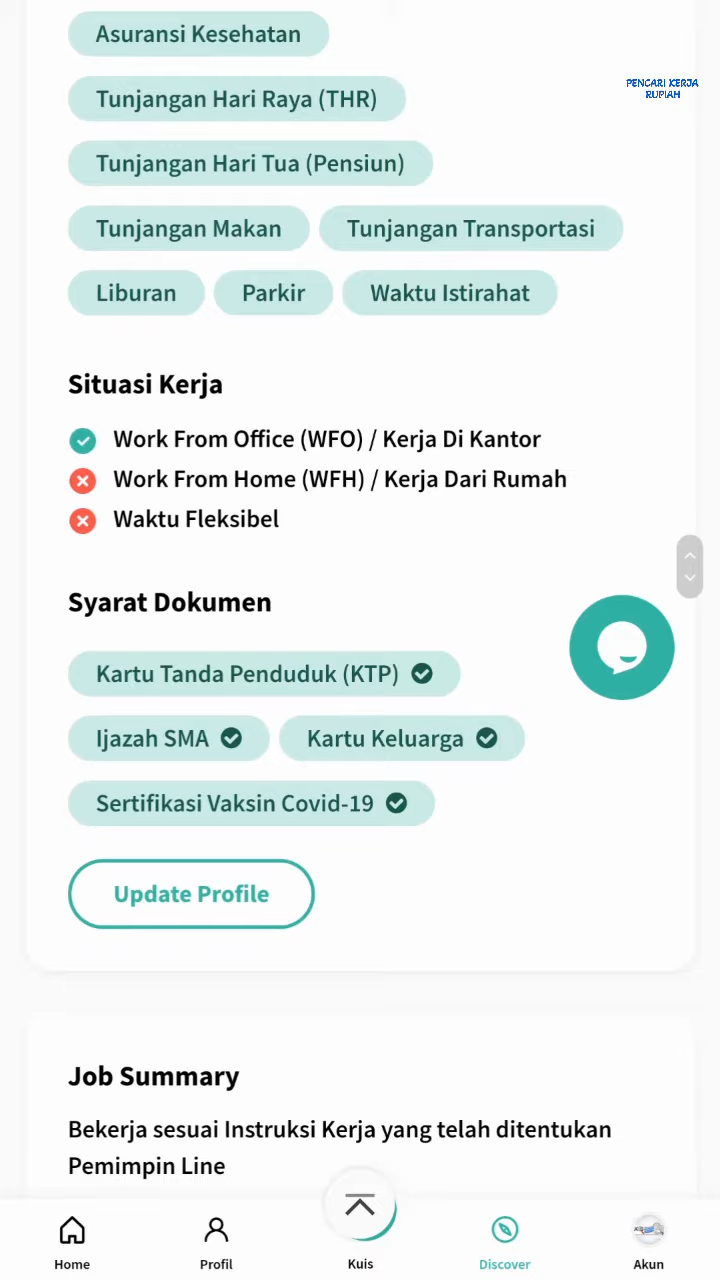 Asuransi Kesehatan
PENCARI KERJA
RUPIAH
Tunjangan Hari Raya (THR)
Tunjangan Hari Tua (Pensiun)
Tunjangan Makan
Tunjangan Transportasi
Liburan
Parkir
Waktu Istirahat
Situasi Kerja
Work From Office (WFO) / Kerja Di Kantor
Work From Home (WFH) / Kerja Dari Rumah
Waktu Fleksibel
Syarat Dokumen
Kartu Tanda Penduduk (KTP)
Ijazah SMA
Kartu Keluarga
Sertifikasi Vaksin Covid-19
Update Profile
Job Summary
Bekerja sesuai Instruksi Kerja yang telah ditentukan
Pemimpin Line
Home
Profil
Kuis
Discover
Akun